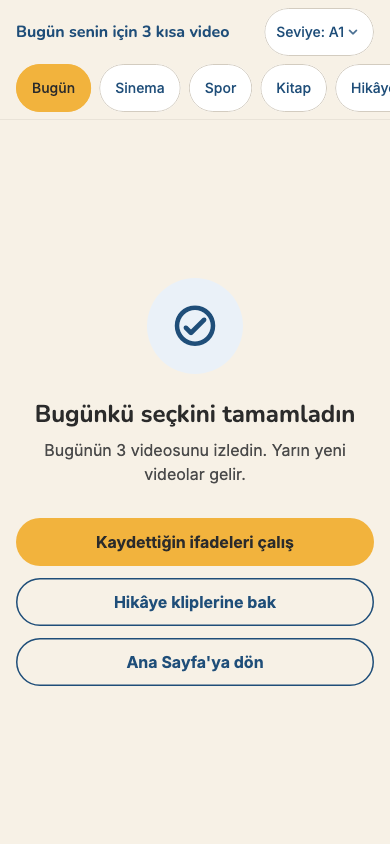 Bugün senin için 3 kısa video
Seviye: A1
Bugün
Sinema
Spor
Kitap
Bugünkü seçkini tamamladın
Bugünün 3 videosunu izledin. Yarın yeni
videolar gelir.
Kaydettiğin ifadeleri çalış
Hikâye kliplerine bak
Ana Sayfa'ya dön